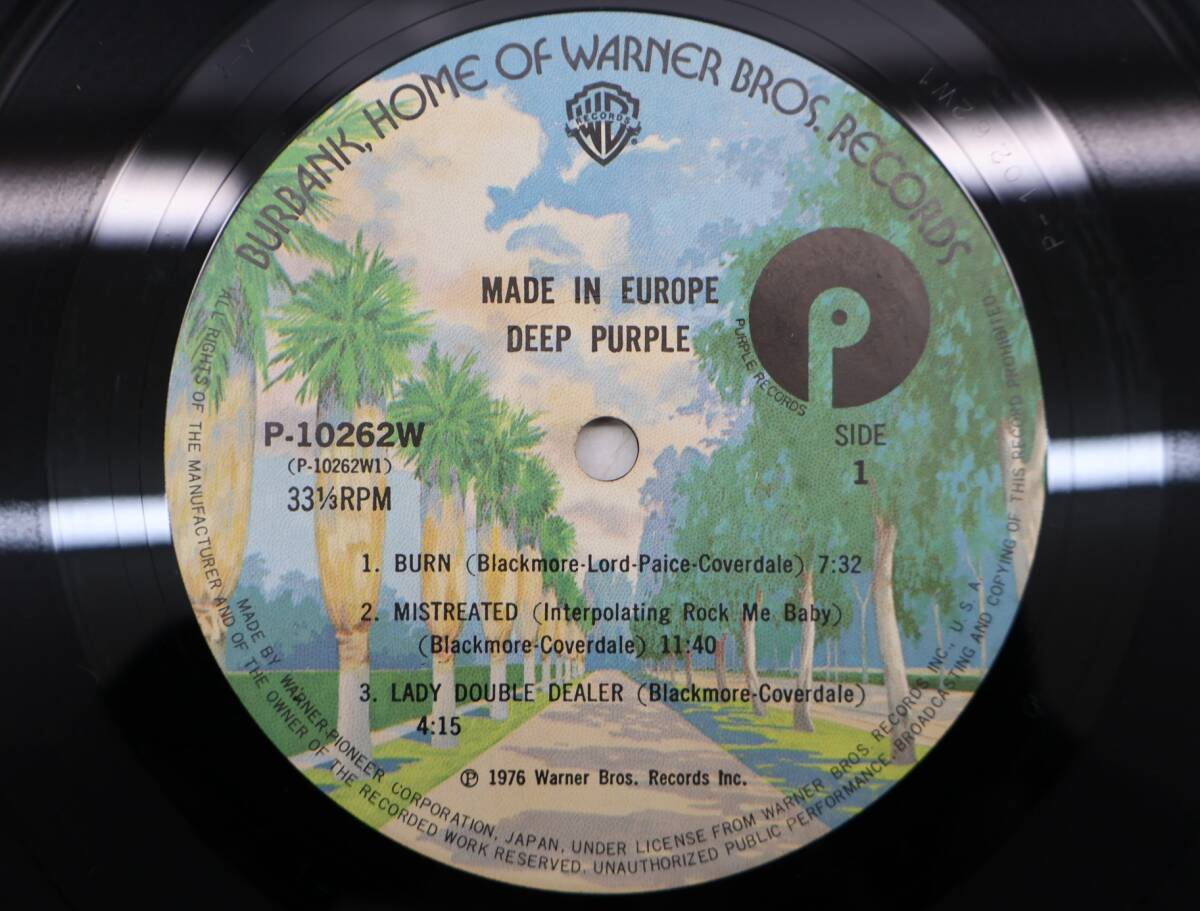 BURBANK, HOME OF WARNER BROS. RECORDS
RECORDS
MADE IN EUROPE
DEEP PURPLE
PURPLE RECORDS
P-10262W
(P-10262W1)
33⅓RPM
SIDE
1
1. BURN (Blackmore-Lord-Paice-Coverdale) 7:32
2. MISTREATED (Interpolating Rock Me Baby)
(Blackmore-Coverdale) 11:40
3. LADY DOUBLE DEALER (Blackmore-Coverdale)
4:15
Ⓟ 1976 Warner Bros. Records Inc.
MADE BY WARNER-PIONEER CORPORATION, JAPAN, UNDER LICENSE FROM WARNER BROS. RECORDS INC., U.S.A.
ALL RIGHTS OF THE MANUFACTURER AND OF THE OWNER OF THE RECORDED WORK RESERVED. UNAUTHORIZED PUBLIC PERFORMANCE, BROADCASTING AND COPYING OF THIS RECORD PROHIBITED.